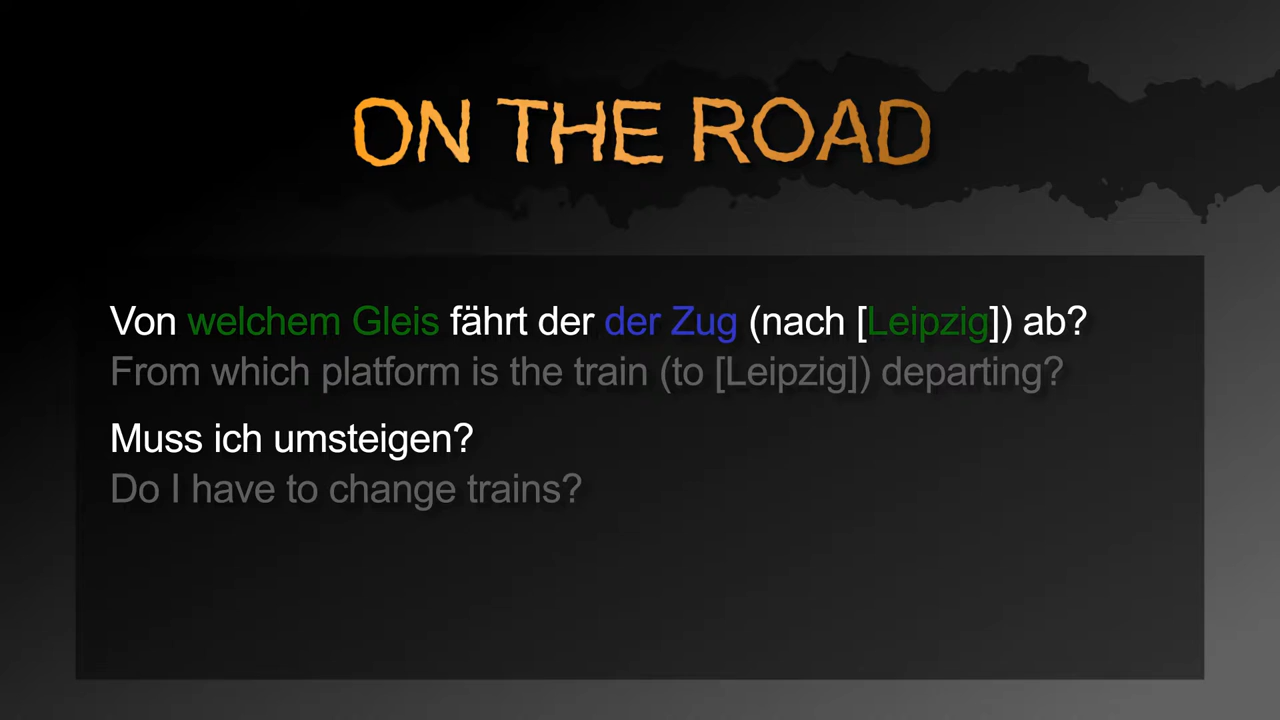 ON THE ROAD
Von welchem Gleis fährt der der Zug (nach [Leipzig]) ab?
From which platform is the train (to [Leipzig]) departing?
Muss ich umsteigen?
Do I have to change trains?